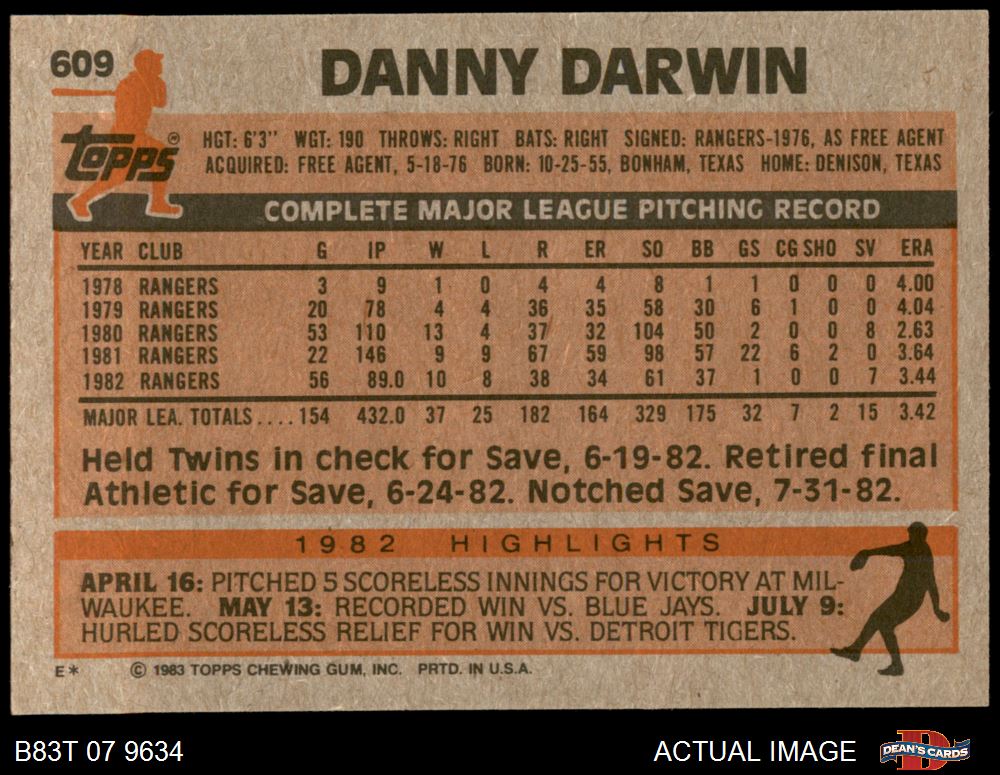 609
DANNY DARWIN
topps®
HGT: 6'3" WGT: 190 THROWS: RIGHT BATS: RIGHT SIGNED: RANGERS-1976, AS FREE AGENT
ACQUIRED: FREE AGENT, 5-18-76 BORN: 10-25-55, BONHAM, TEXAS HOME: DENISON, TEXAS
COMPLETE MAJOR LEAGUE PITCHING RECORD
YEAR CLUB G IP W L R ER SO BB GS CG SHO SV ERA
1978 RANGERS 3 9 1 0 4 4 8 1 1 0 0 0 4.00
1979 RANGERS 20 78 4 4 36 35 58 30 6 1 0 0 4.04
1980 RANGERS 53 110 13 4 37 32 104 50 2 0 0 8 2.63
1981 RANGERS 22 146 9 9 67 59 98 57 22 6 2 0 3.64
1982 RANGERS 56 89.0 10 8 38 34 61 37 1 0 0 7 3.44
MAJOR LEA. TOTALS.... 154 432.0 37 25 182 164 329 175 32 7 2 15 3.42
Held Twins in check for Save, 6-19-82. Retired final
Athletic for Save, 6-24-82. Notched Save, 7-31-82.
1982 HIGHLIGHTS
APRIL 16: PITCHED 5 SCORELESS INNINGS FOR VICTORY AT MIL-
WAUKEE. MAY 13: RECORDED WIN VS. BLUE JAYS. JULY 9:
HURLED SCORELESS RELIEF FOR WIN VS. DETROIT TIGERS.
E* © 1983 TOPPS CHEWING GUM, INC. PRTD. IN U.S.A.
B83T 07 9634
ACTUAL IMAGE
D
DEAN'S CARDS